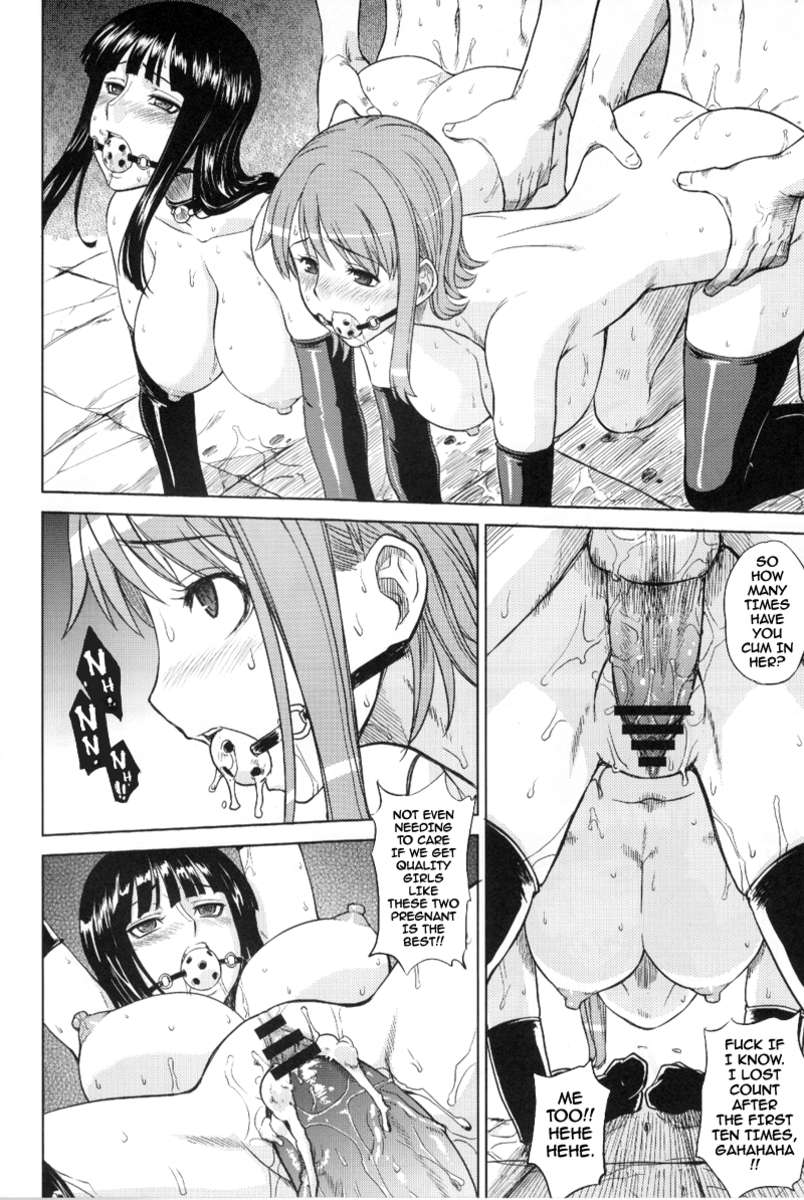 SO
HOW
MANY
TIMES
HAVE
YOU
CUM IN
HER?
NH.
NN.
NH!!
NOT EVEN
NEEDING
TO CARE
IF WE GET
QUALITY
GIRLS
LIKE
THESE TWO
PREGNANT
IS THE
BEST!!
FUCK IF
I KNOW.
I LOST
COUNT
AFTER
THE FIRST
TEN TIMES,
GAHAHAHA
!!
ME
TOO!!
HEHE
HEHE.